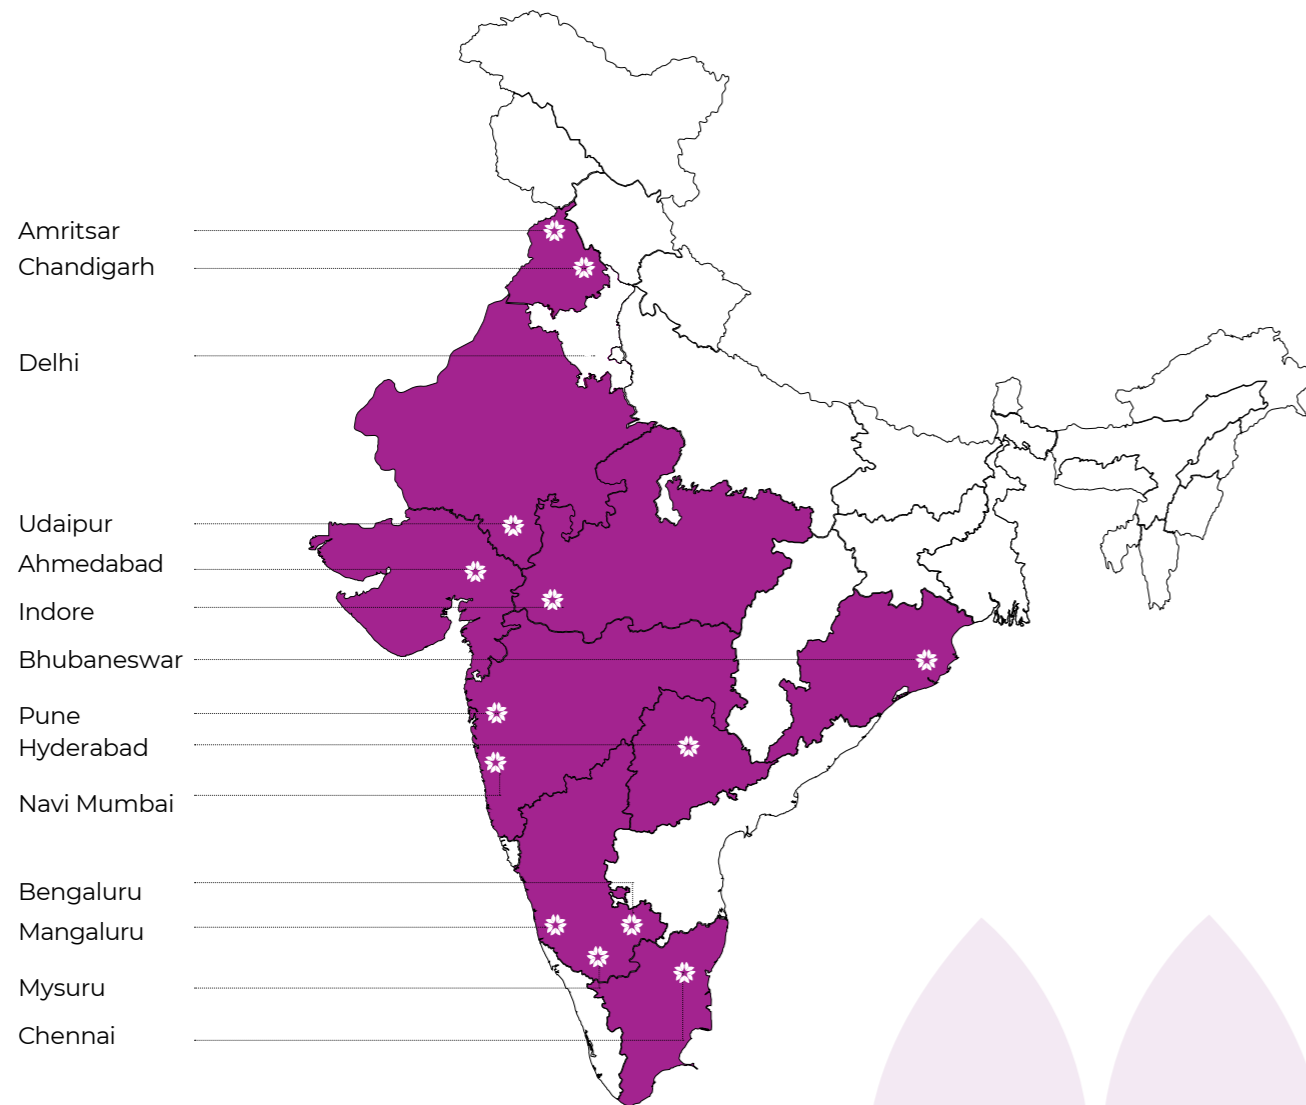 Amritsar
Chandigarh
Delhi
Udaipur
Ahmedabad
Indore
Bhubaneswar
Pune
Hyderabad
Navi Mumbai
Bengaluru
Mangaluru
Mysuru
Chennai